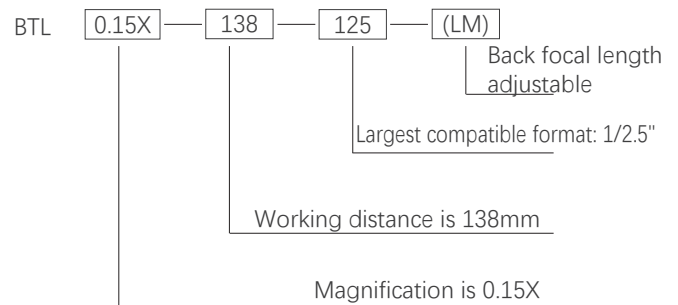 BTL 0.15X 138 125 (LM)
Back focal length
adjustable
Largest compatible format: 1/2.5"
Working distance is 138mm
Magnification is 0.15X